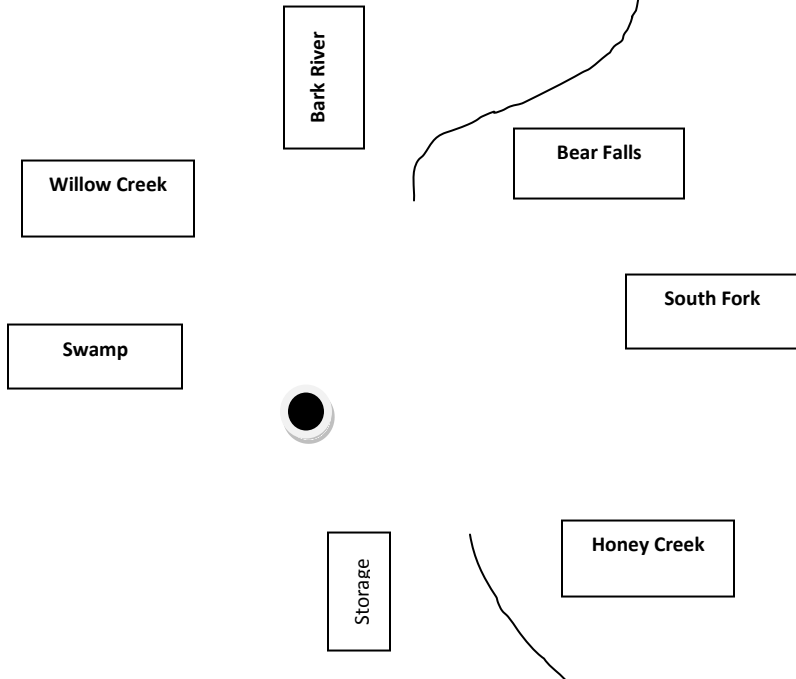 Bark River
Bear Falls
Willow Creek
South Fork
Swamp
Honey Creek
Storage